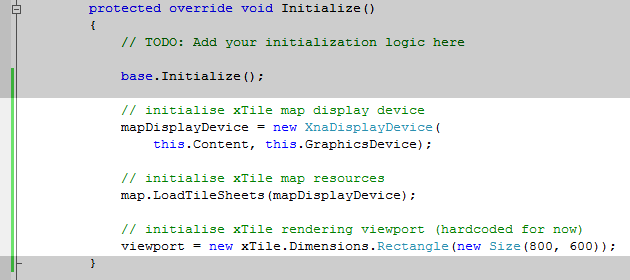 protected override void Initialize()
{
// TODO: Add your initialization logic here
base.Initialize();
// initialise xTile map display device
mapDisplayDevice = new XnaDisplayDevice(
this.Content, this.GraphicsDevice);
// initialise xTile map resources
map.LoadTileSheets(mapDisplayDevice);
// initialise xTile rendering viewport (hardcoded for now)
viewport = new xTile.Dimensions.Rectangle(new Size(800, 600));
}